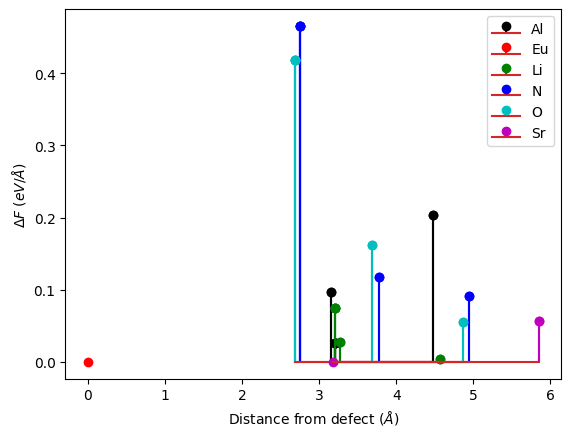 0.4
0.3
0.2
0.1
0.0
ΔF (eV/Å)
0 1 2 3 4 5 6
Distance from defect (Å)
Al
Eu
Li
N
O
Sr